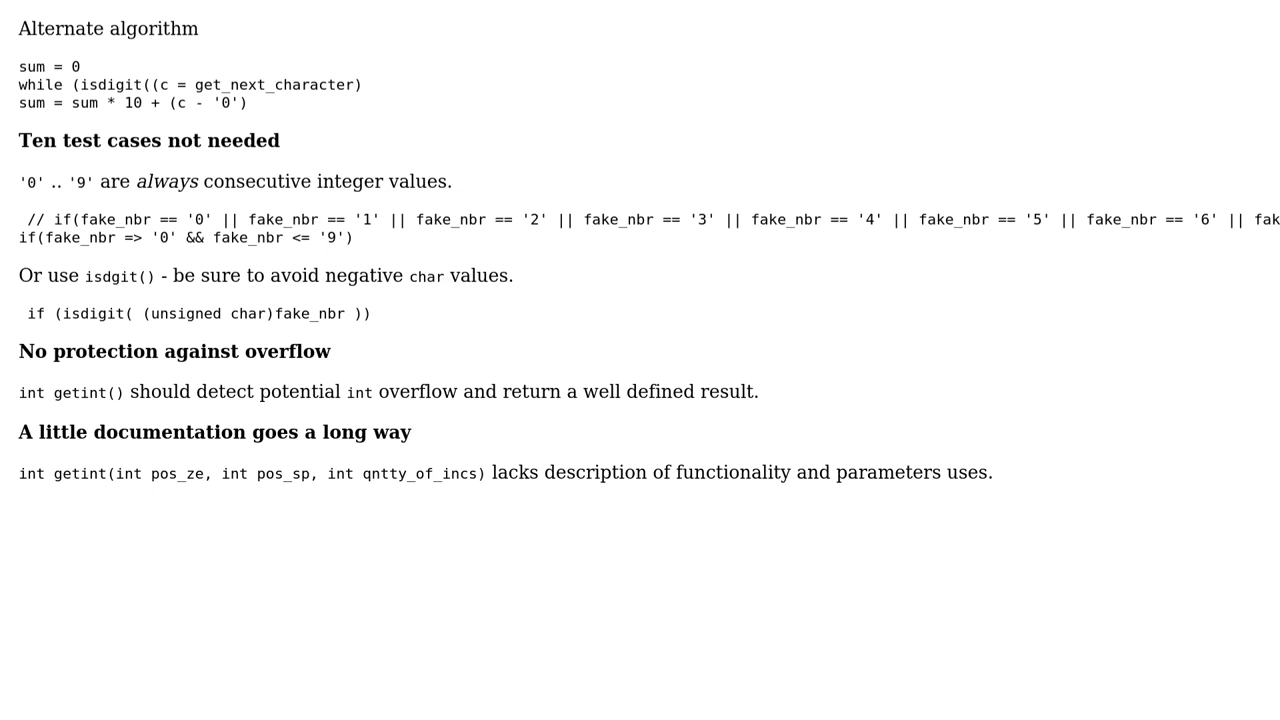 Alternate algorithm
sum = 0
while (isdigit((c = get_next_character)
sum = sum * 10 + (c - '0')
Ten test cases not needed
'0' .. '9' are always consecutive integer values.
// if(fake_nbr == '0' || fake_nbr == '1' || fake_nbr == '2' || fake_nbr == '3' || fake_nbr == '4' || fake_nbr == '5' || fake_nbr == '6' || fak
if(fake_nbr => '0' && fake_nbr <= '9')
Or use isdgit() - be sure to avoid negative char values.
if (isdigit( (unsigned char)fake_nbr ))
No protection against overflow
int getint() should detect potential int overflow and return a well defined result.
A little documentation goes a long way
int getint(int pos_ze, int pos_sp, int qntty_of_incs) lacks description of functionality and parameters uses.